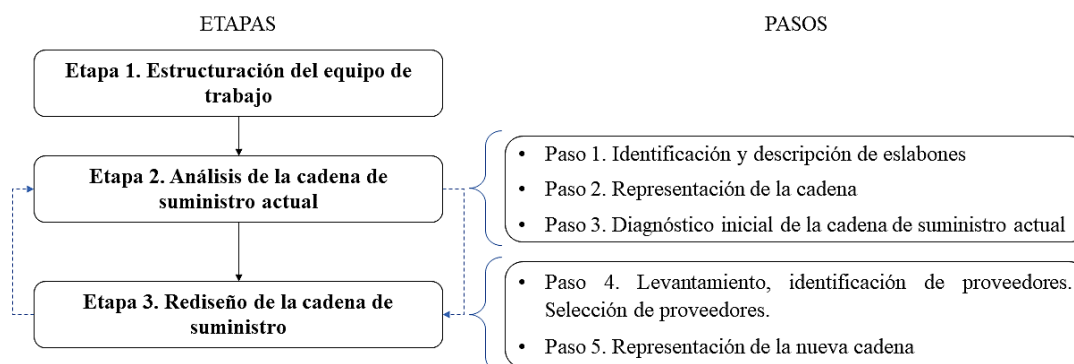 ETAPAS
PASOS
Etapa 1. Estructuración del equipo de
trabajo
Etapa 2. Análisis de la cadena de
suministro actual
• Paso 1. Identificación y descripción de eslabones
• Paso 2. Representación de la cadena
• Paso 3. Diagnóstico inicial de la cadena de suministro actual
Etapa 3. Rediseño de la cadena de
suministro
• Paso 4. Levantamiento, identificación de proveedores.
Selección de proveedores.
• Paso 5. Representación de la nueva cadena